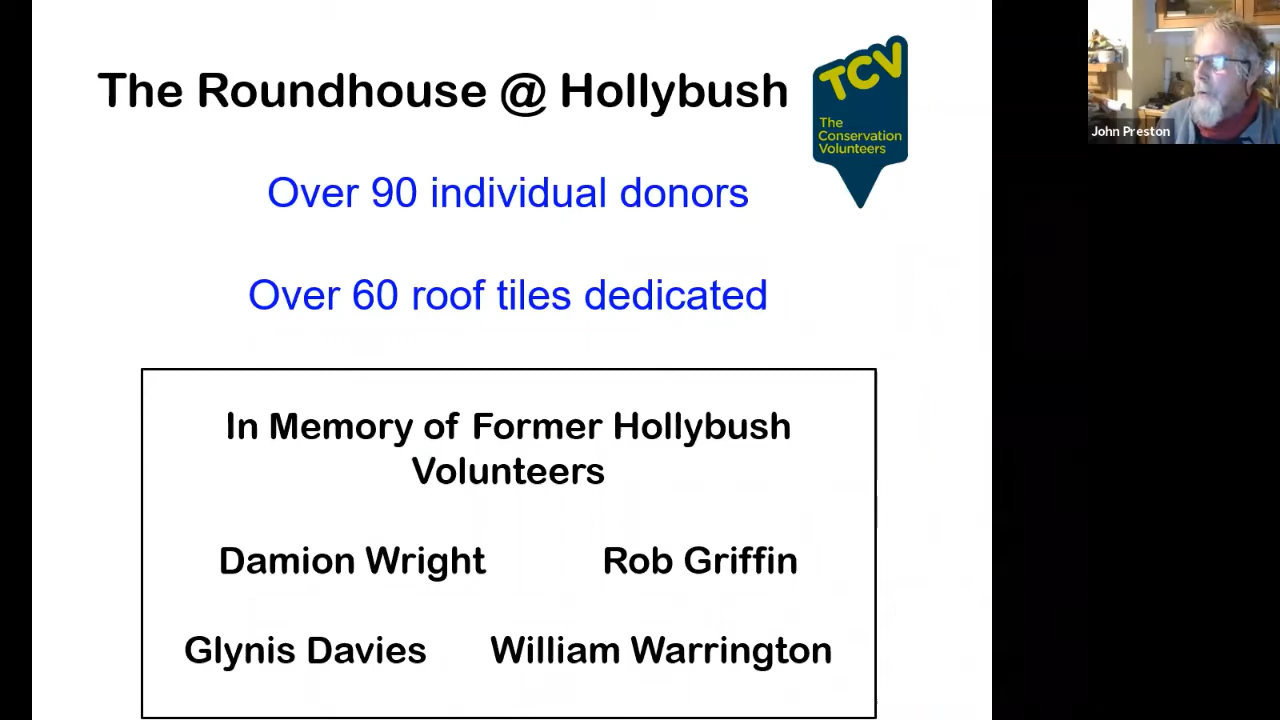 The Roundhouse @ Hollybush
TCV
The
Conservation
Volunteers
John Preston
Over 90 individual donors
Over 60 roof tiles dedicated
In Memory of Former Hollybush
Volunteers
Damion Wright Rob Griffin
Glynis Davies William Warrington